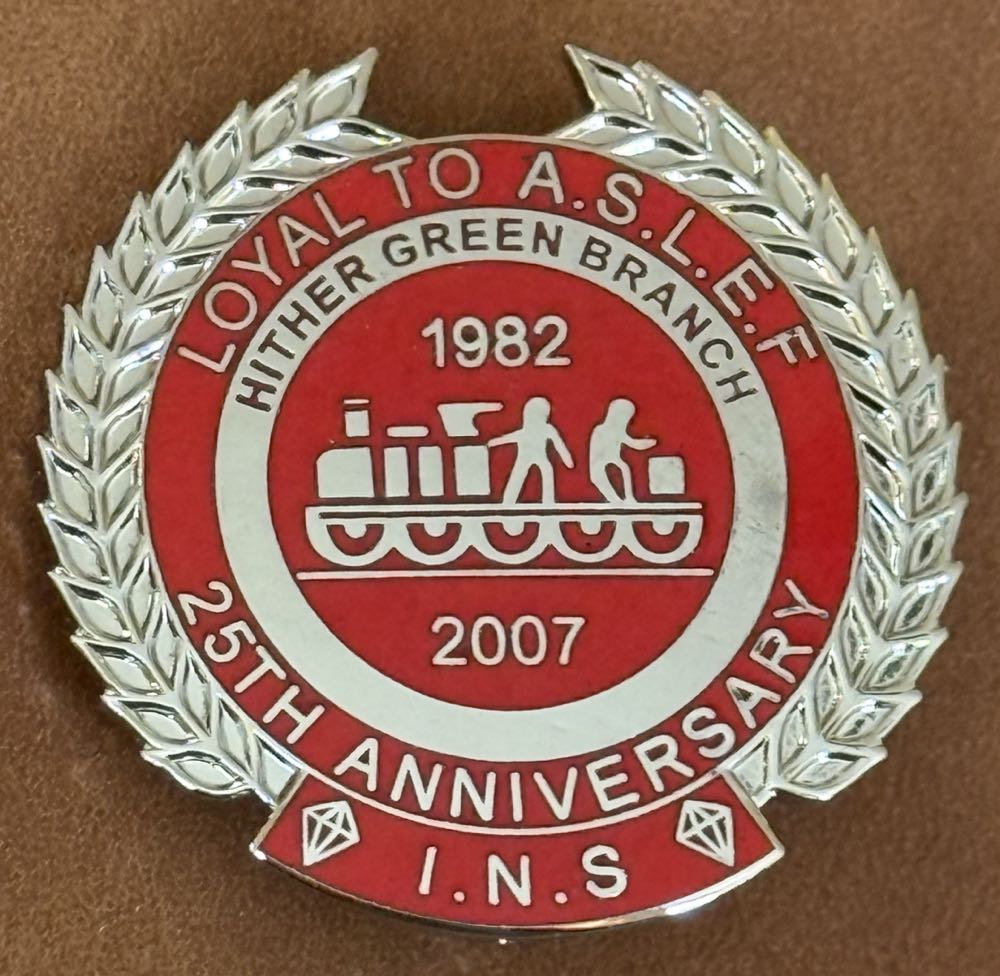 LOYAL TO A.S.L.E.F
HITHER GREEN BRANCH
1982
2007
25TH ANNIVERSARY
I.N.S